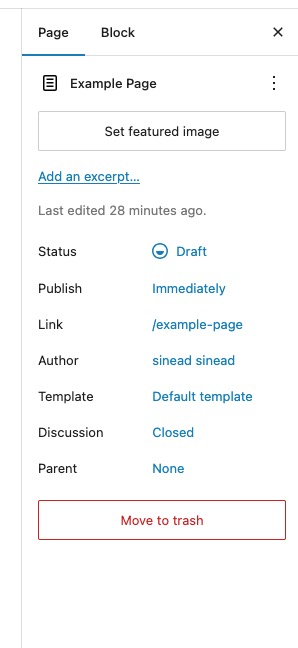 Page Block
Example Page
Set featured image
Add an excerpt...
Last edited 28 minutes ago.
Status Draft
Publish Immediately
Link /example-page
Author sinead sinead
Template Default template
Discussion Closed
Parent None
Move to trash